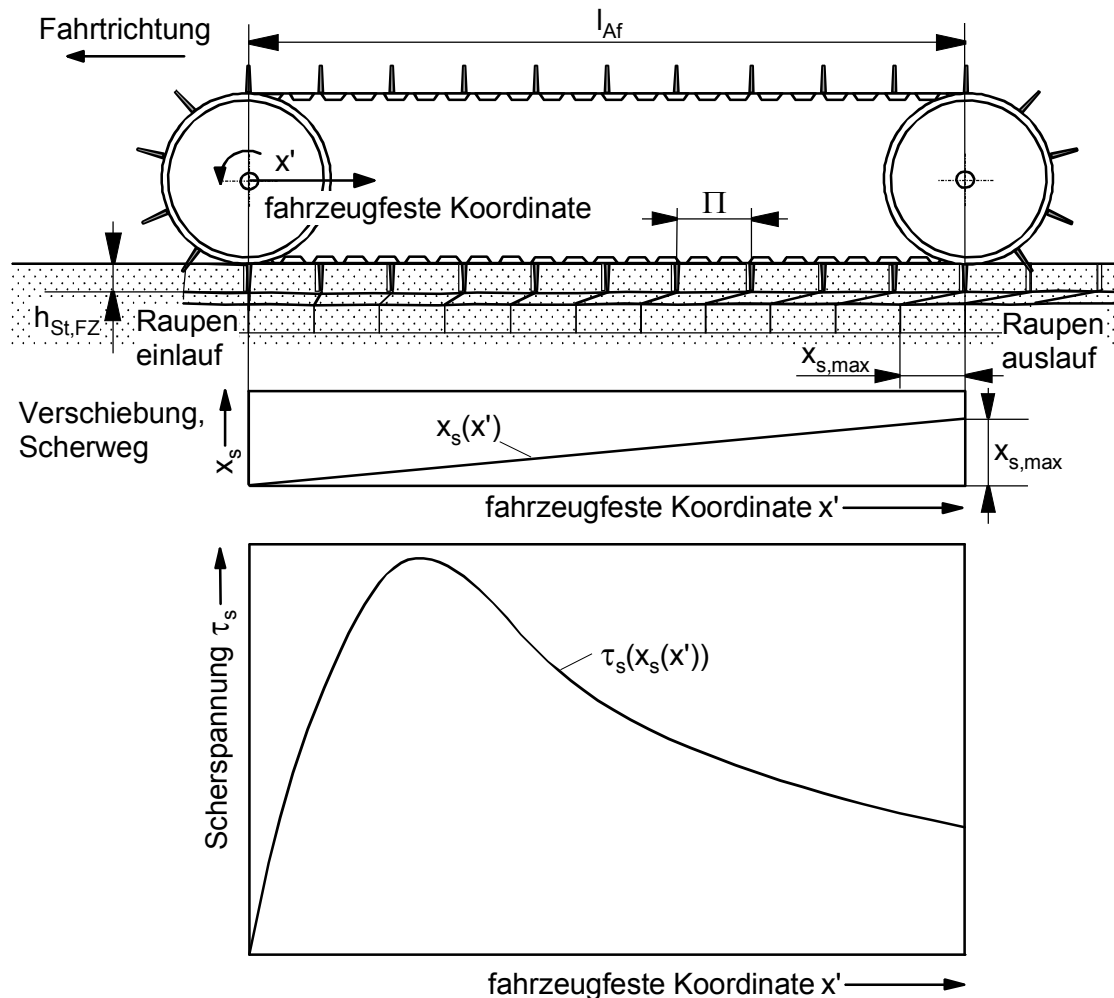 Fahrtrichtung
l_Af
x'
fahrzeugfeste Koordinate
Π
h_St,FZ
Raupen
einlauf
Raupen
auslauf
x_s,max
Verschiebung,
Scherweg
x_s
x_s(x')
x_s,max
fahrzeugfeste Koordinate x'
Scherspannung τ_s
τ_s(x_s(x'))
fahrzeugfeste Koordinate x'